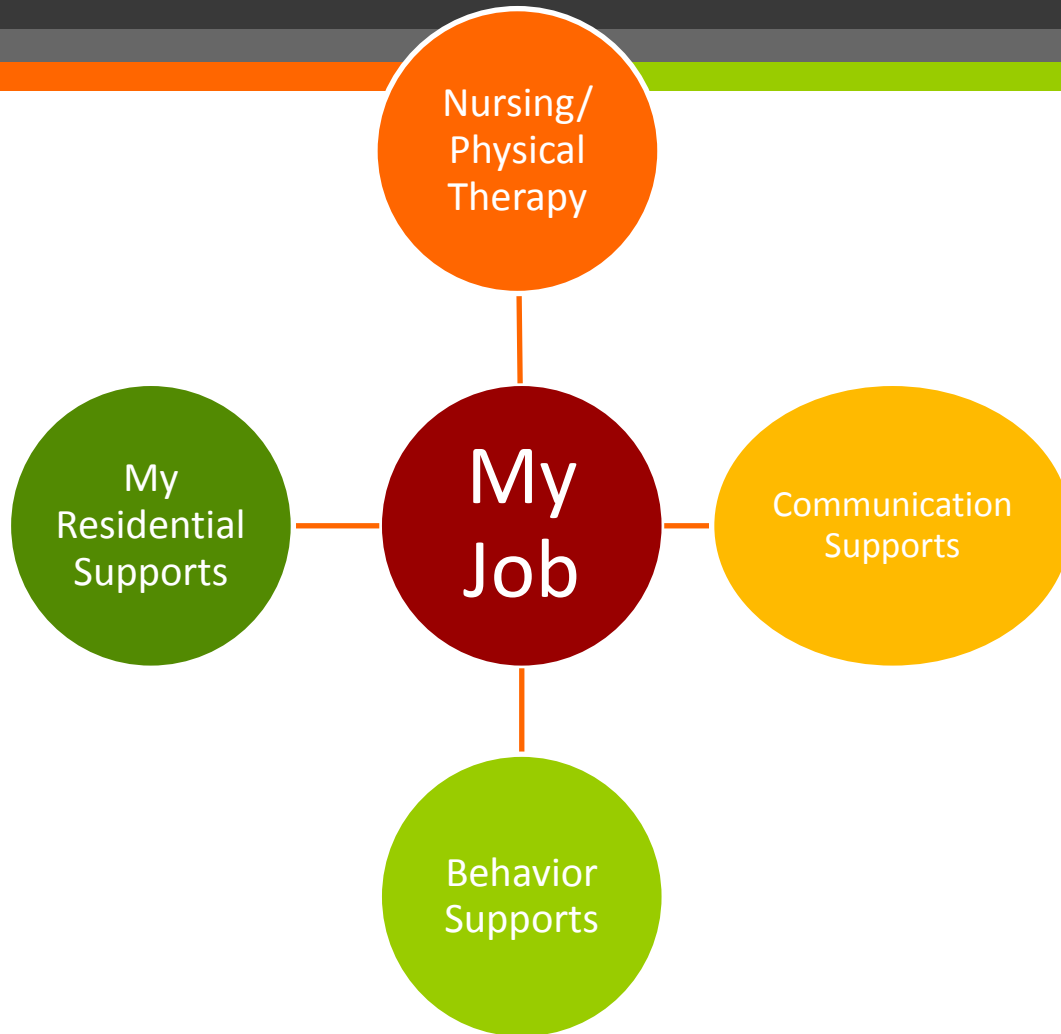 Nursing/
Physical
Therapy
My
Residential
Supports
My
Job
Communication
Supports
Behavior
Supports